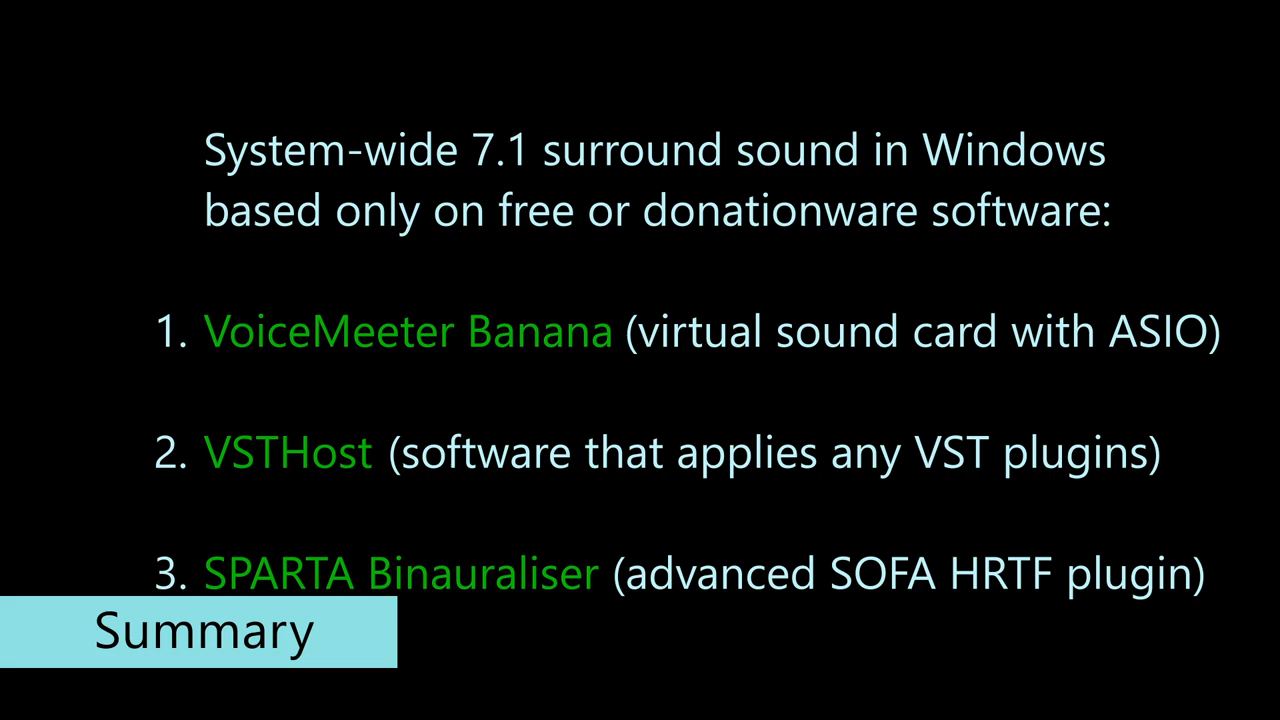 System-wide 7.1 surround sound in Windows
based only on free or donationware software:
1. VoiceMeeter Banana (virtual sound card with ASIO)
2. VSTHost (software that applies any VST plugins)
3. SPARTA Binauraliser (advanced SOFA HRTF plugin)
Summary